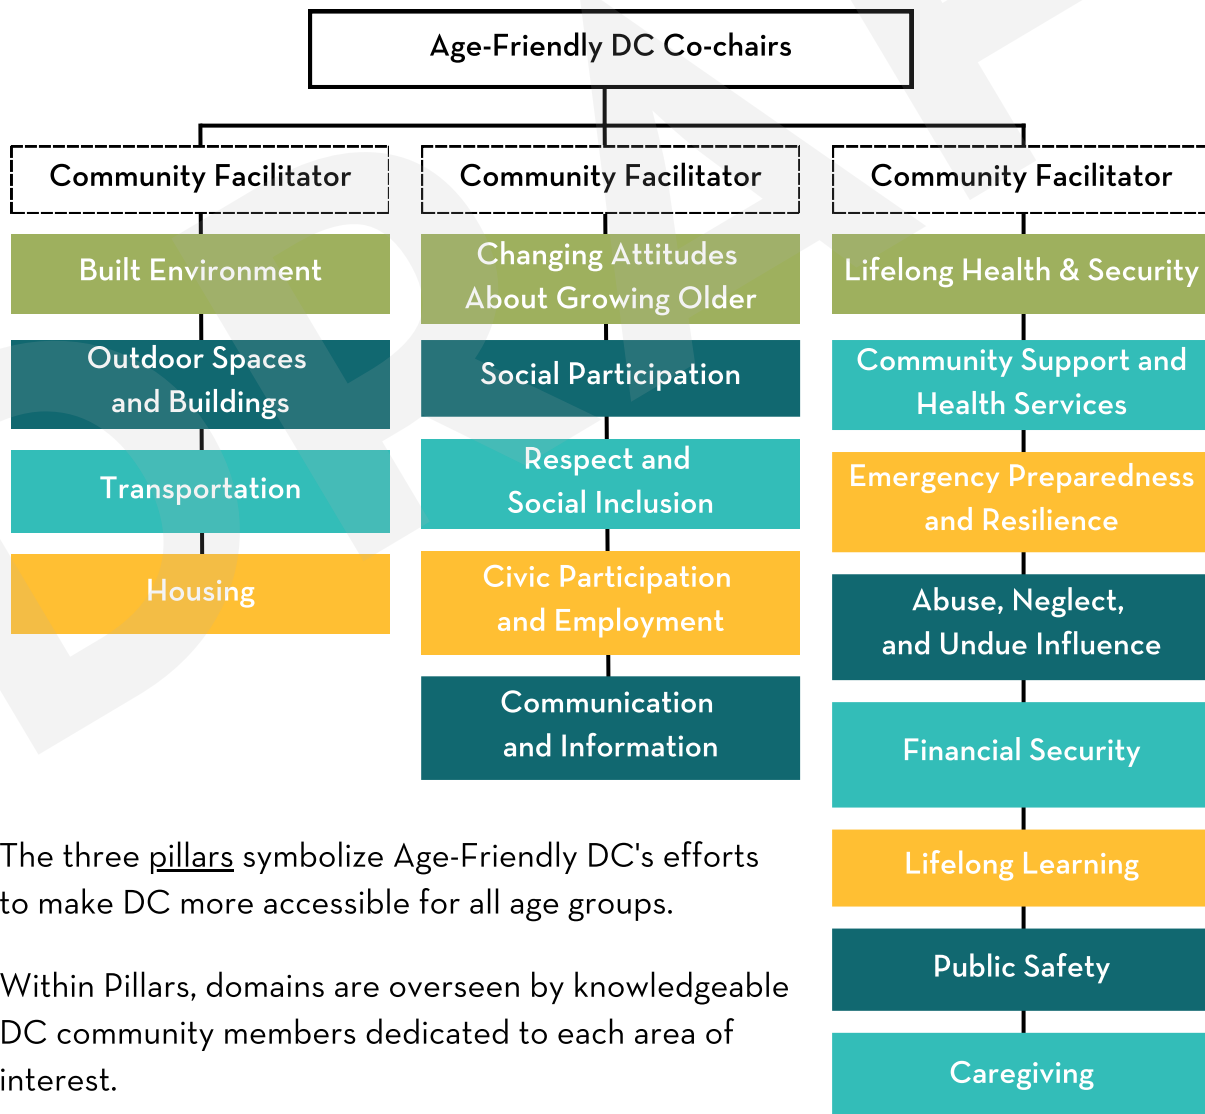 Age-Friendly DC Co-chairs
Community Facilitator
Built Environment
Outdoor Spaces
and Buildings
Transportation
Housing
Community Facilitator
Changing Attitudes
About Growing Older
Social Participation
Respect and
Social Inclusion
Civic Participation
and Employment
Communication
and Information
Community Facilitator
Lifelong Health & Security
Community Support and
Health Services
Emergency Preparedness
and Resilience
Abuse, Neglect,
and Undue Influence
Financial Security
Lifelong Learning
Public Safety
Caregiving
The three pillars symbolize Age-Friendly DC's efforts
to make DC more accessible for all age groups.
Within Pillars, domains are overseen by knowledgeable
DC community members dedicated to each area of
interest.
DRAF